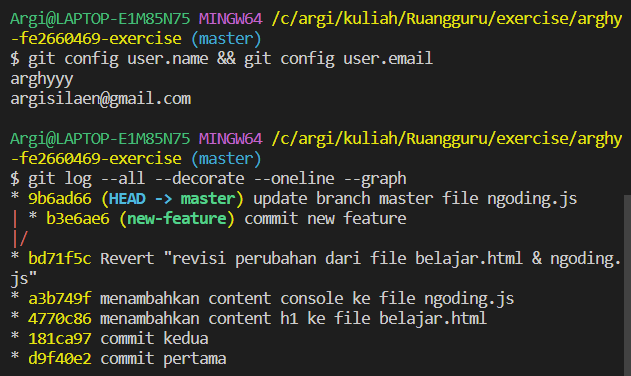 Argi@LAPTOP-E1M85N75 MINGW64 /c/argi/kuliah/Ruangguru/exercise/arghy
-fe2660469-exercise (master)
$ git config user.name && git config user.email
arghyyy
argisilaen@gmail.com

Argi@LAPTOP-E1M85N75 MINGW64 /c/argi/kuliah/Ruangguru/exercise/arghy
-fe2660469-exercise (master)
$ git log --all --decorate --oneline --graph
* 9b6ad66 (HEAD -> master) update branch master file ngoding.js
| * b3e6ae6 (new-feature) commit new feature
|/
* bd71f5c Revert "revisi perubahan dari file belajar.html & ngoding.
js"
* a3b749f menambahkan content console ke file ngoding.js
* 4770c86 menambahkan content h1 ke file belajar.html
* 181ca97 commit kedua
* d9f40e2 commit pertama